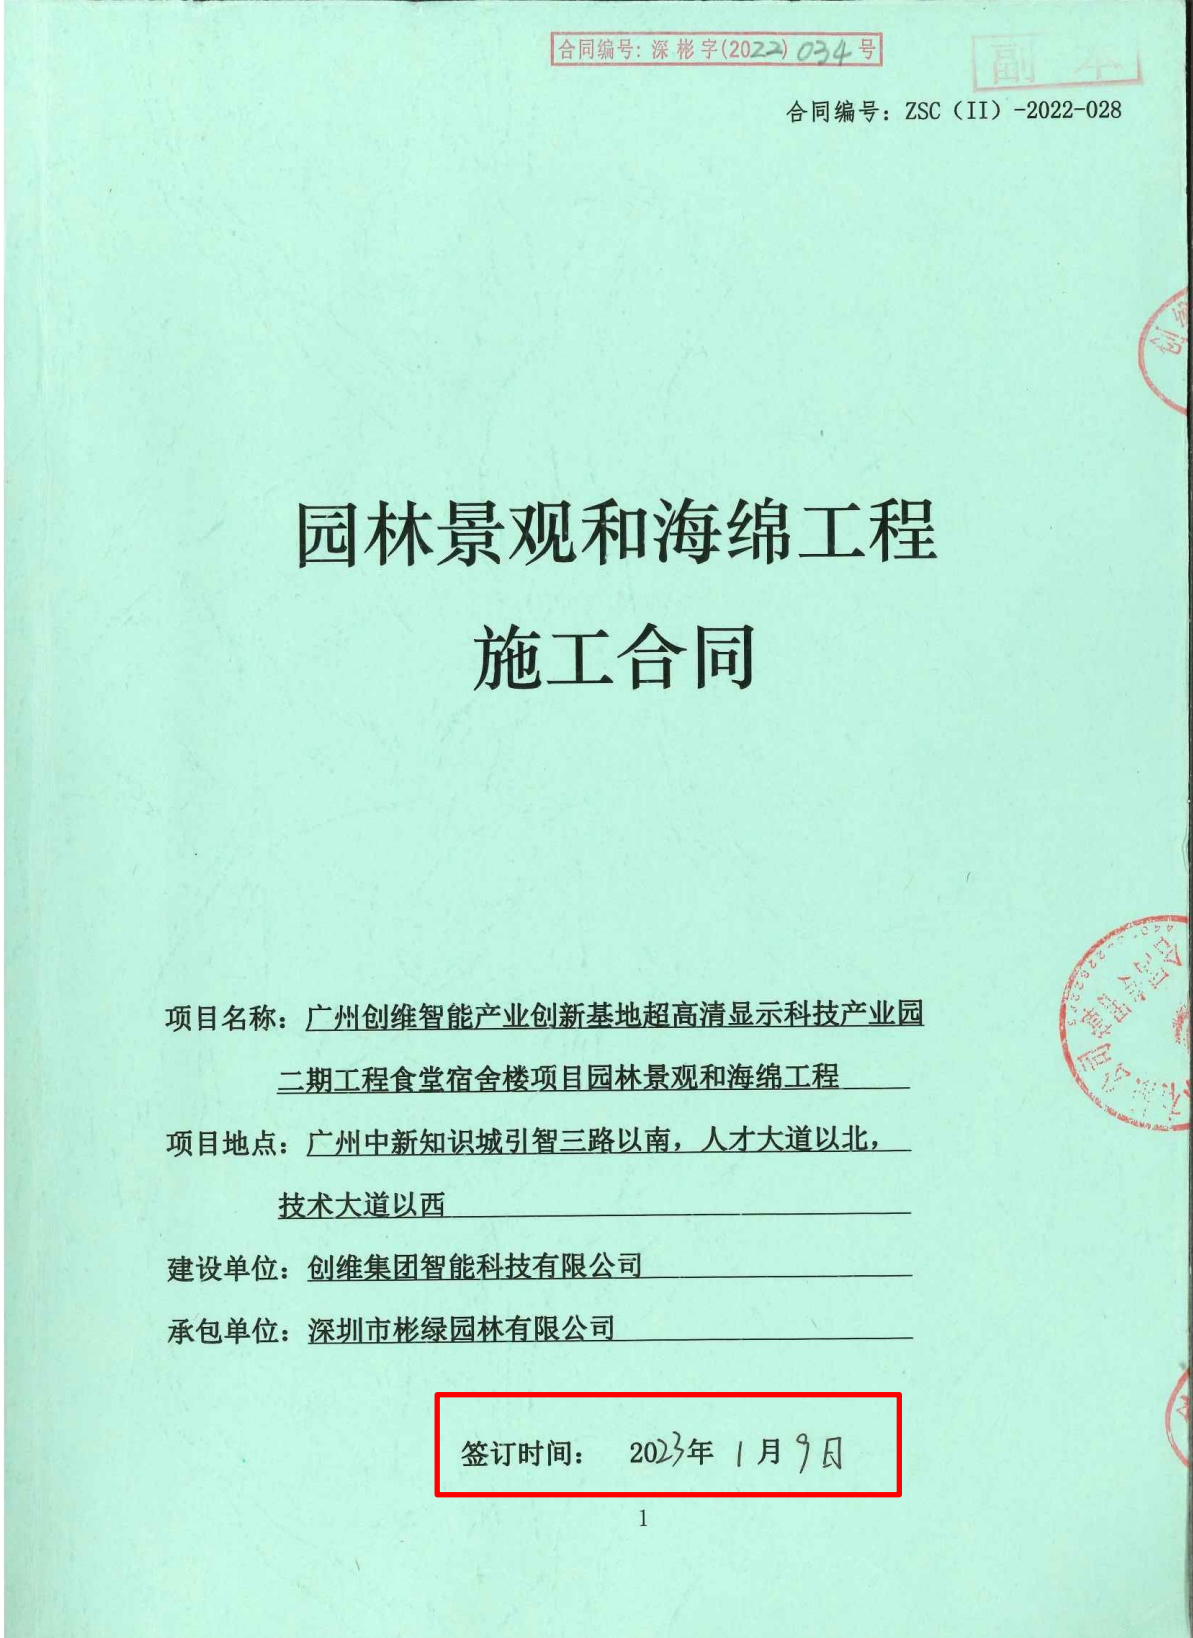 合同编号: 深彬字(2022) 034 号
副 本
合同编号：ZSC（II）-2022-028
园林景观和海绵工程
施工合同
项目名称：广州创维智能产业创新基地超高清显示科技产业园
二期工程食堂宿舍楼项目园林景观和海绵工程
项目地点：广州中新知识城引智三路以南，人才大道以北，
技术大道以西
建设单位：创维集团智能科技有限公司
承包单位：深圳市彬绿园林有限公司
签订时间： 2023年 1 月 9 日
1